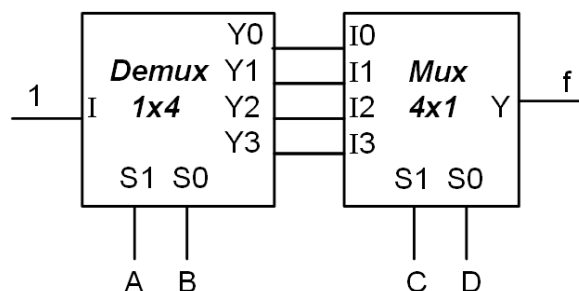 Demux
1x4
1
I
Y0
Y1
Y2
Y3
S1 S0
A B
Mux
4x1
I0
I1
I2
I3
Y
f
S1 S0
C D